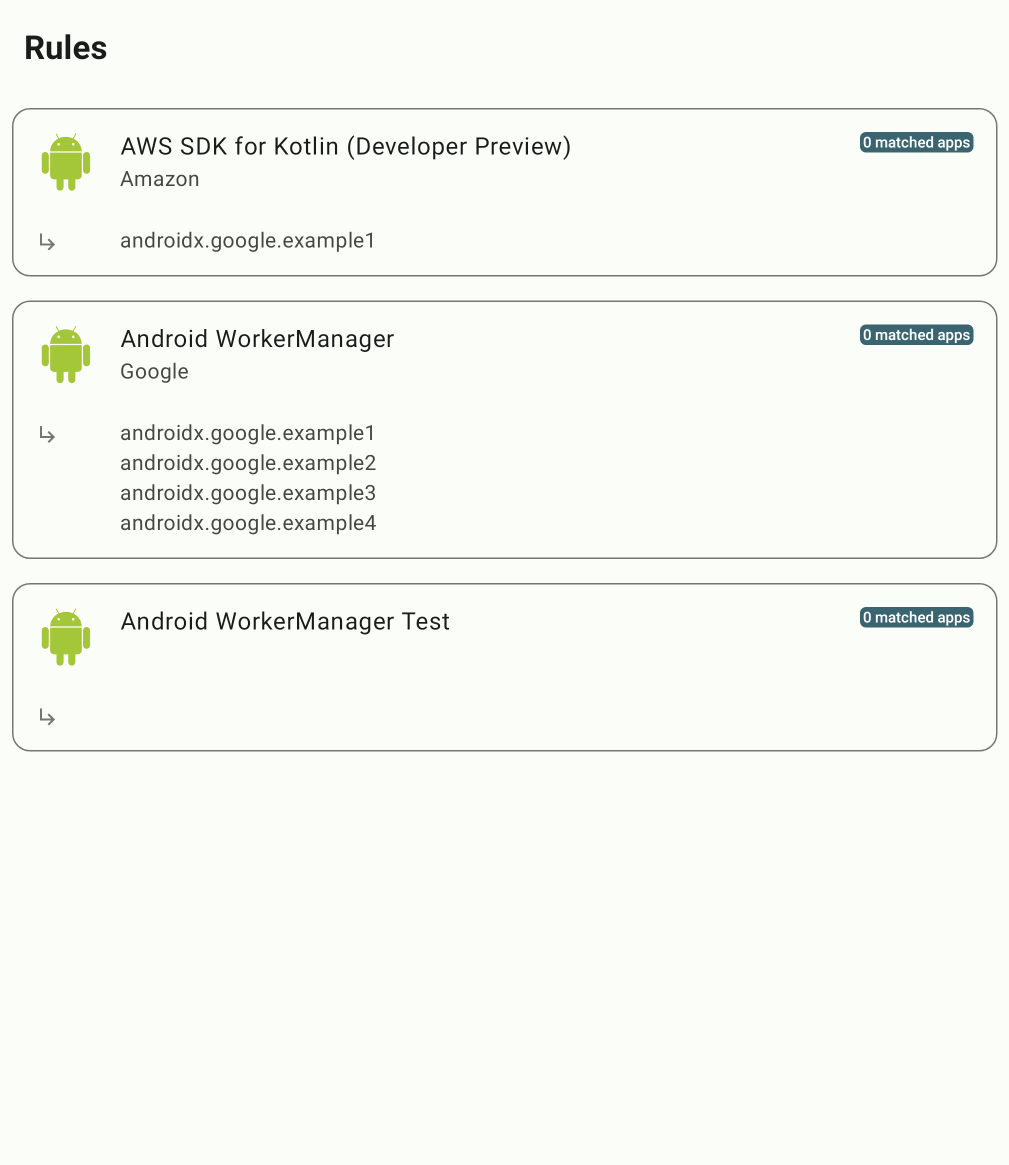 Rules
AWS SDK for Kotlin (Developer Preview)
0 matched apps
Amazon
androidx.google.example1
Android WorkerManager
0 matched apps
Google
androidx.google.example1
androidx.google.example2
androidx.google.example3
androidx.google.example4
Android WorkerManager Test
0 matched apps